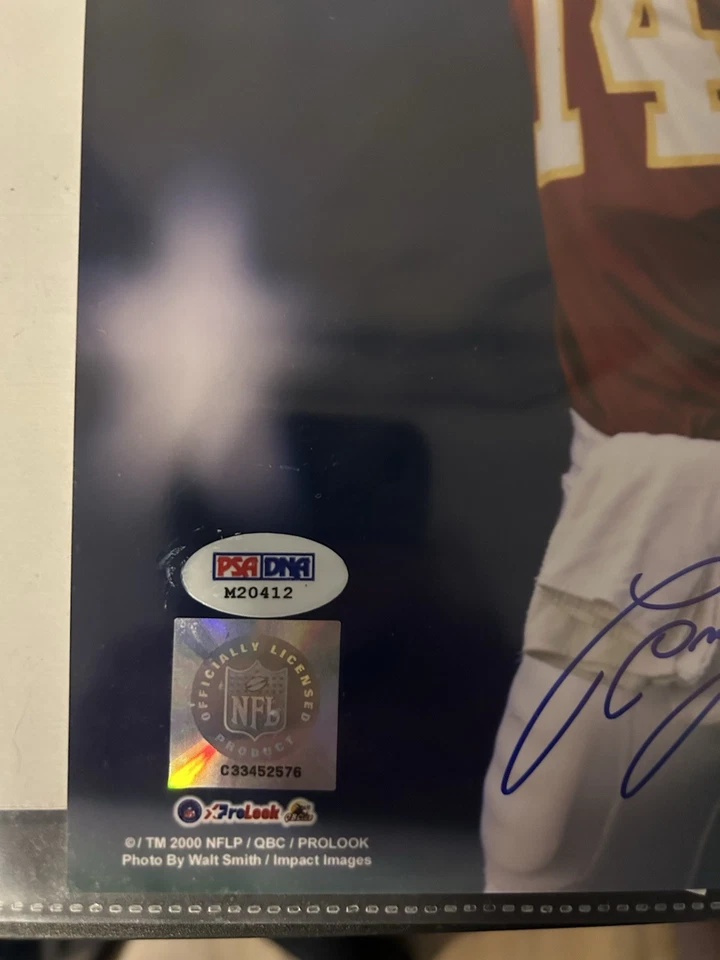 14
PSA DNA
M20412
OFFICIALLY LICENSED
NFL
PRODUCT
C33452576
ProLook
©/ TM 2000 NFLP / QBC / PROLOOK
Photo By Walt Smith / Impact Images